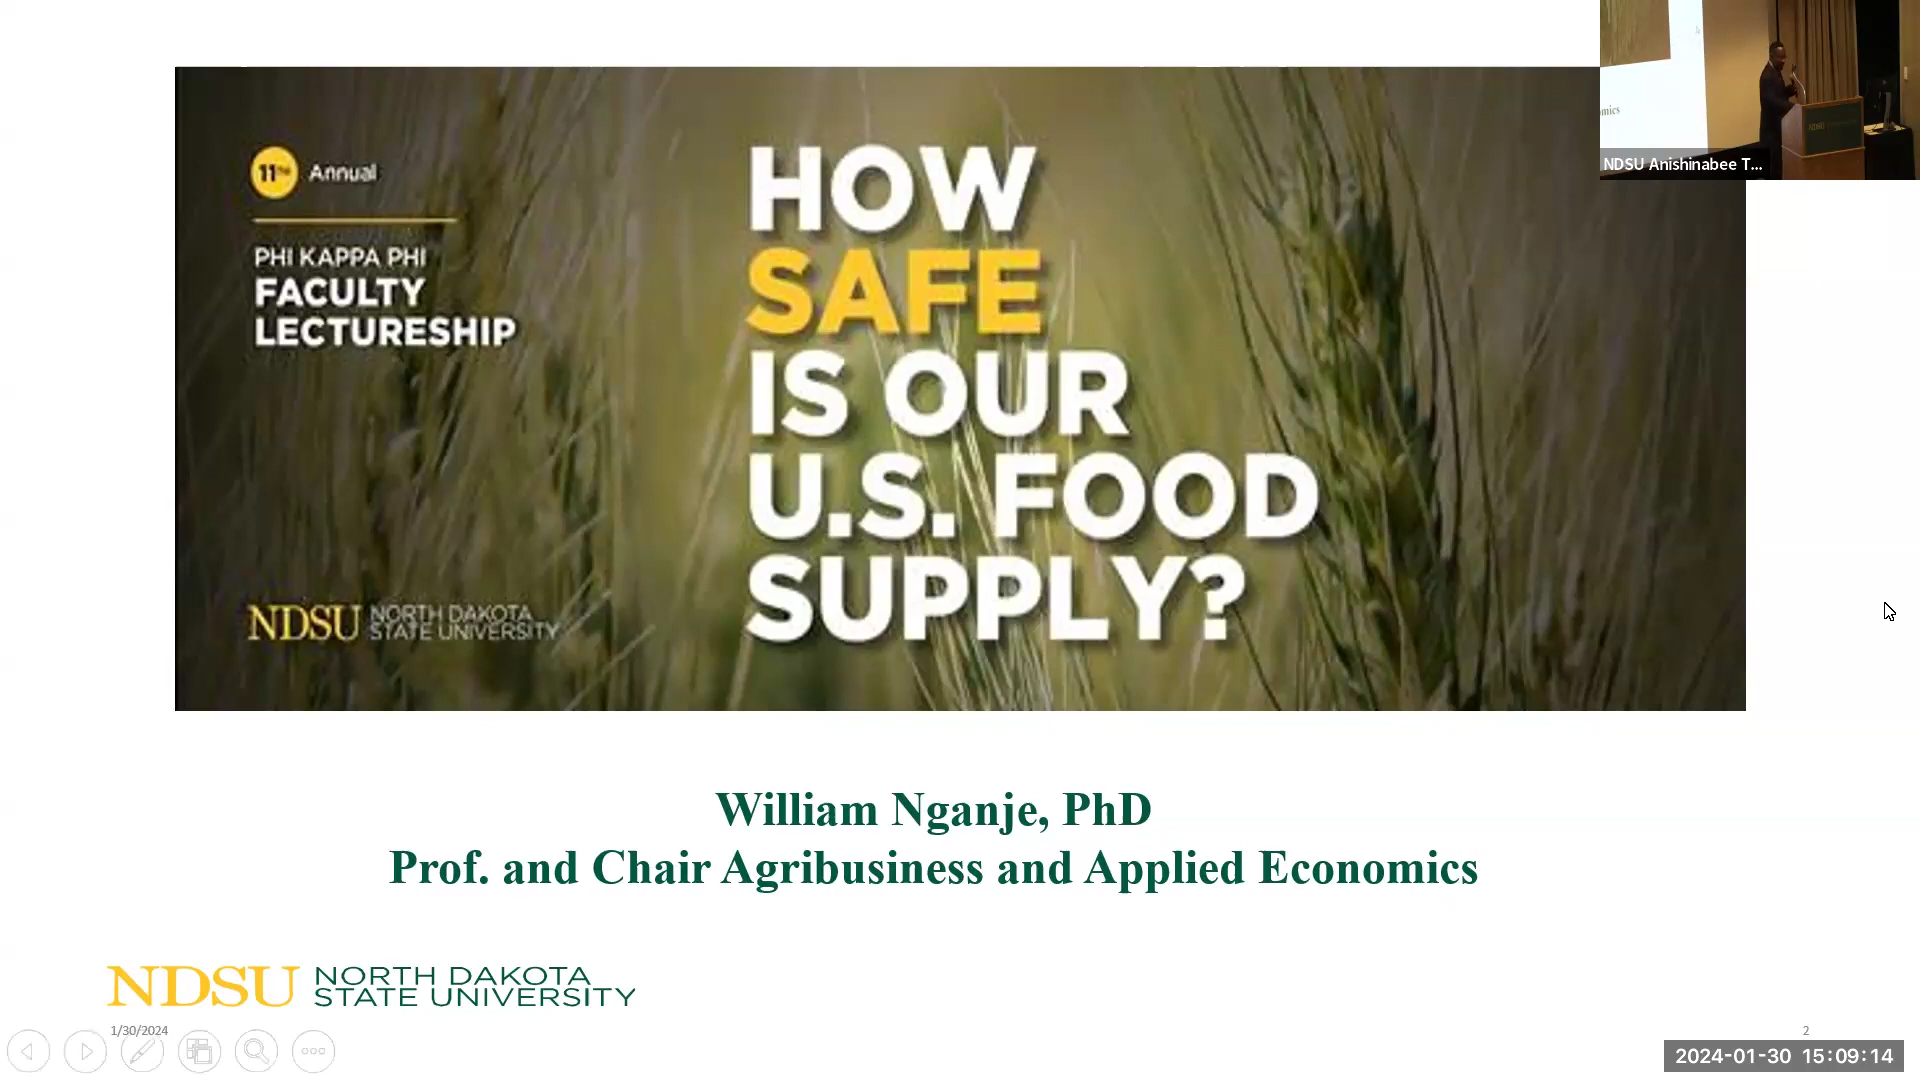 11TH Annual
PHI KAPPA PHI
FACULTY
LECTURESHIP
HOW
SAFE
IS OUR
U.S. FOOD
SUPPLY?
NDSU NORTH DAKOTA
STATE UNIVERSITY
omics
NDSU
NDSU Anishinabee T...
William Nganje, PhD
Prof. and Chair Agribusiness and Applied Economics
NDSU NORTH DAKOTA
STATE UNIVERSITY
1/30/2024
2
2024-01-30 15:09:14